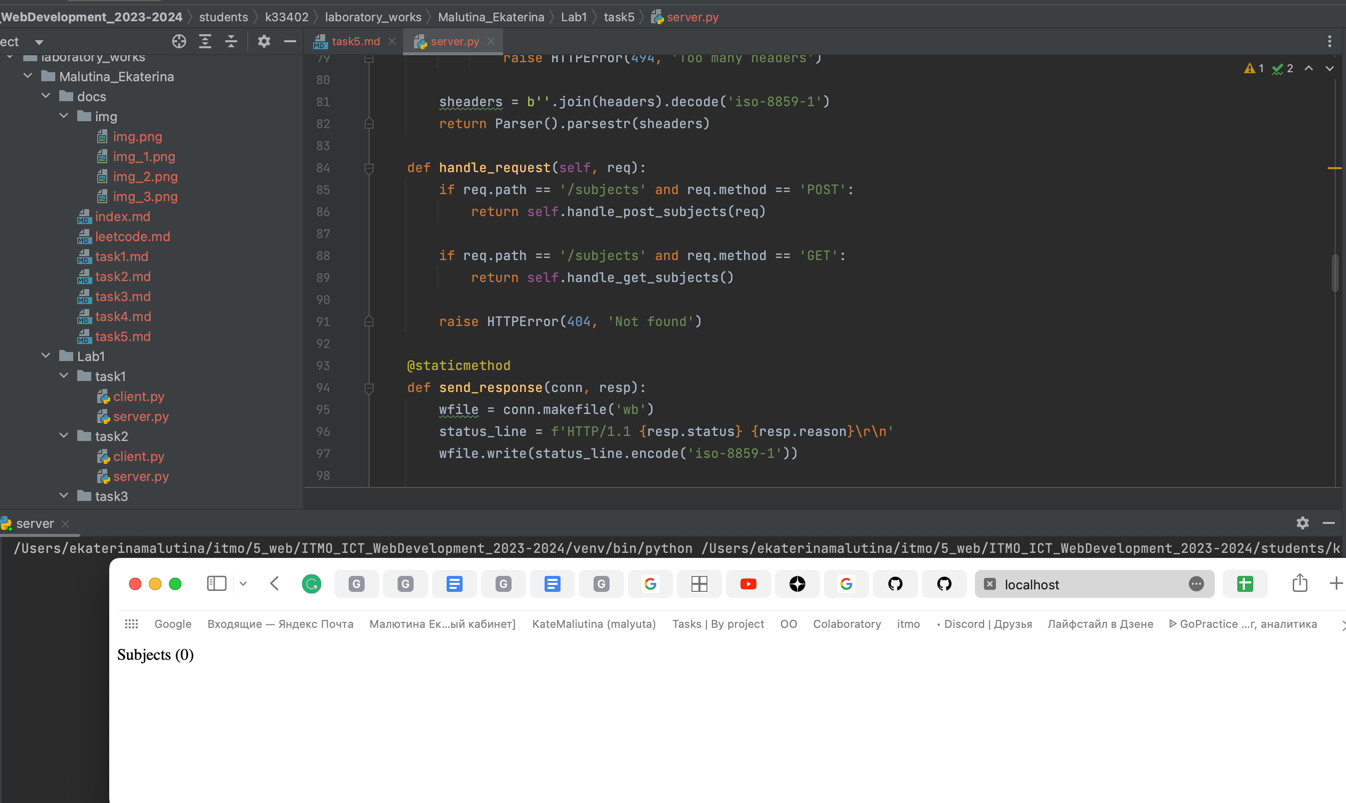 _WebDevelopment_2023-2024 〉 students 〉 k33402 〉 laboratory_works 〉 Malutina_Ekaterina 〉 Lab1 〉 task5 〉 server.py
ect
task5.md
server.py
laboratory_works
Malutina_Ekaterina
docs
img
img.png
img_1.png
img_2.png
img_3.png
index.md
leetcode.md
task1.md
task2.md
task3.md
task4.md
task5.md
Lab1
task1
client.py
server.py
task2
client.py
server.py
task3
1 2
79 raise HTTPError(494, 'Too many headers')
80
81 sheaders = b''.join(headers).decode('iso-8859-1')
82 return Parser().parsestr(sheaders)
83
84 def handle_request(self, req):
85 if req.path == '/subjects' and req.method == 'POST':
86 return self.handle_post_subjects(req)
87
88 if req.path == '/subjects' and req.method == 'GET':
89 return self.handle_get_subjects()
90
91 raise HTTPError(404, 'Not found')
92
93 @staticmethod
94 def send_response(conn, resp):
95 wfile = conn.makefile('wb')
96 status_line = f'HTTP/1.1 {resp.status} {resp.reason}\r\n'
97 wfile.write(status_line.encode('iso-8859-1'))
98
server
/Users/ekaterinamalutina/itmo/5_web/ITMO_ICT_WebDevelopment_2023-2024/venv/bin/python /Users/ekaterinamalutina/itmo/5_web/ITMO_ICT_WebDevelopment_2023-2024/students/k
localhost
Google Входящие — Яндекс Почта Малютина Ек...ый кабинет] KateMaliutina (malyuta) Tasks | By project ОО Colaboratory itmo • Discord | Друзья Лайфстайл в Дзене GoPractice ...г, аналитика
Subjects (0)